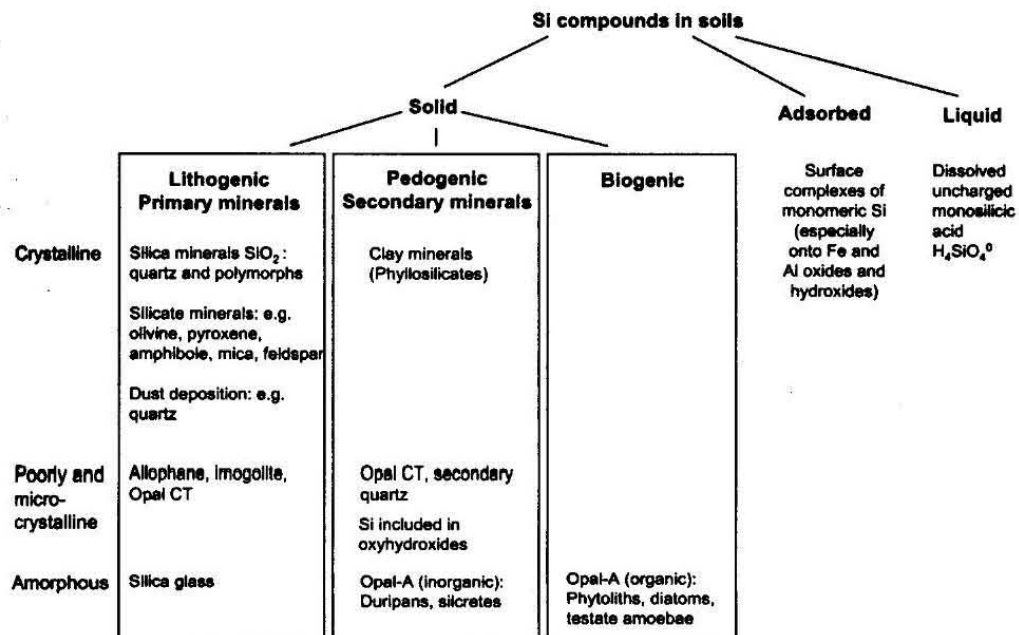 Si compounds in soils
Solid
Adsorbed
Liquid
Lithogenic
Primary minerals
Pedogenic
Secondary minerals
Biogenic
Surface
complexes of
monomeric Si
(especially
onto Fe and
Al oxides and
hydroxides)
Dissolved
uncharged
monosilicic
acid
H₄SiO₄⁰
Crystalline
Silica minerals SiO₂:
quartz and polymorphs
Silicate minerals: e.g.
olivine, pyroxene,
amphibole, mica, feldspar
Dust deposition: e.g.
quartz
Clay minerals
(Phyllosilicates)
Poorly and
micro-
crystalline
Allophane, imogolite,
Opal CT
Opal CT, secondary
quartz
Si included in
oxyhydroxides
Amorphous
Silica glass
Opal-A (inorganic):
Duripans, silcretes
Opal-A (organic):
Phytoliths, diatoms,
testate amoebae